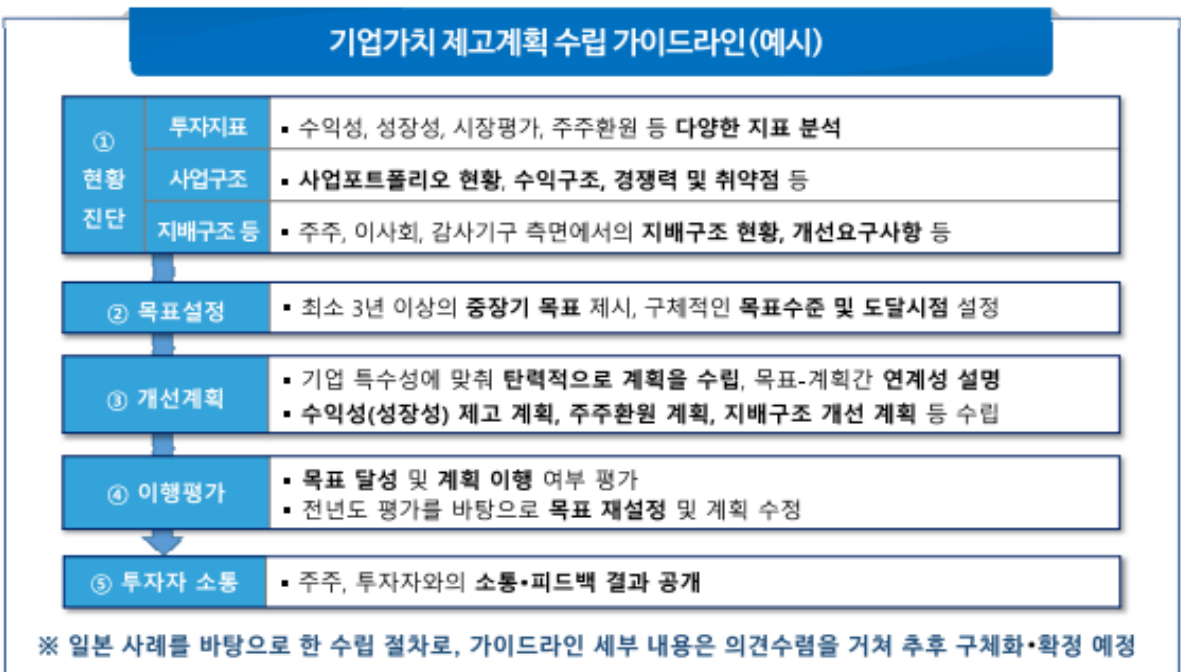 기업가치 제고계획 수립 가이드라인(예시)
①
현황
진단
투자지표
▪ 수익성, 성장성, 시장평가, 주주환원 등 다양한 지표 분석
사업구조
▪ 사업포트폴리오 현황, 수익구조, 경쟁력 및 취약점 등
지배구조 등
▪ 주주, 이사회, 감사기구 측면에서의 지배구조 현황, 개선요구사항 등
② 목표설정
▪ 최소 3년 이상의 중장기 목표 제시, 구체적인 목표수준 및 도달시점 설정
③ 개선계획
▪ 기업 특수성에 맞춰 탄력적으로 계획을 수립, 목표-계획간 연계성 설명
▪ 수익성(성장성) 제고 계획, 주주환원 계획, 지배구조 개선 계획 등 수립
④ 이행평가
▪ 목표 달성 및 계획 이행 여부 평가
▪ 전년도 평가를 바탕으로 목표 재설정 및 계획 수정
⑤ 투자자 소통
▪ 주주, 투자자와의 소통•피드백 결과 공개
※ 일본 사례를 바탕으로 한 수립 절차로, 가이드라인 세부 내용은 의견수렴을 거쳐 추후 구체화•확정 예정